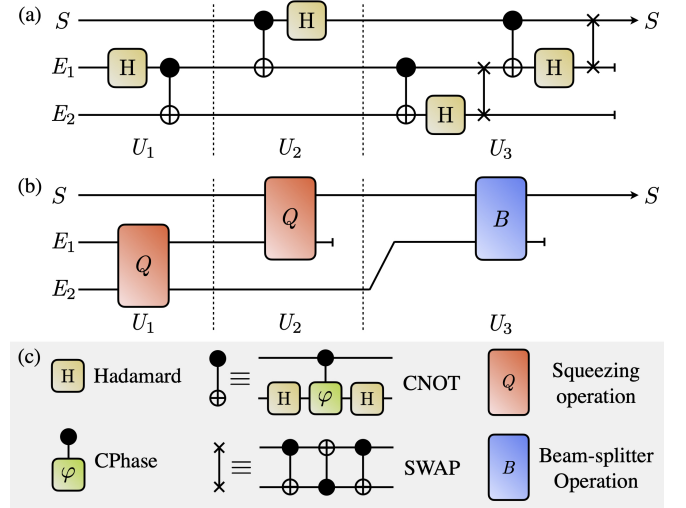 (a)
S H S
E₁ H H
E₂ H
U₁ U₂ U₃
(b)
S Q B S
E₁ Q
E₂
U₁ U₂ U₃
(c)
H Hadamard ≡ H φ H CNOT Q Squeezing operation
φ CPhase ≡ SWAP B Beam-splitter Operation